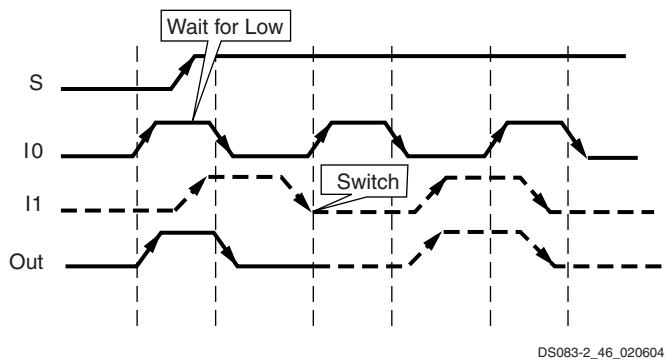 Wait for Low
S
I0
I1
Switch
Out
DS083-2_46_020604